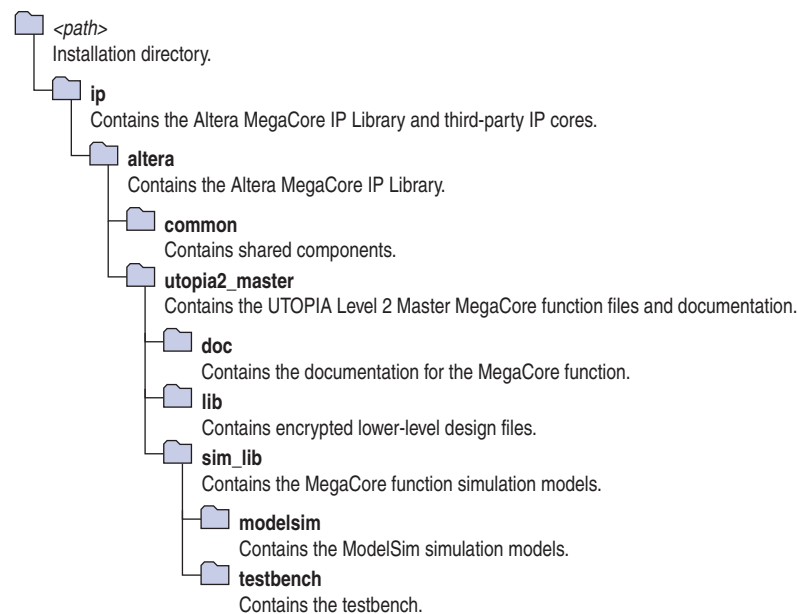 <path>
Installation directory.
ip
Contains the Altera MegaCore IP Library and third-party IP cores.
altera
Contains the Altera MegaCore IP Library.
common
Contains shared components.
utopia2_master
Contains the UTOPIA Level 2 Master MegaCore function files and documentation.
doc
Contains the documentation for the MegaCore function.
lib
Contains encrypted lower-level design files.
sim_lib
Contains the MegaCore function simulation models.
modelsim
Contains the ModelSim simulation models.
testbench
Contains the testbench.